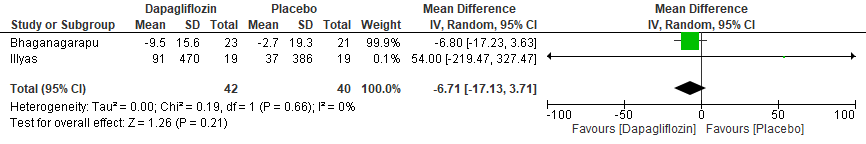 Dapagliflozin Placebo Mean Difference Mean Difference
Study or Subgroup Mean SD Total Mean SD Total Weight IV, Random, 95% CI IV, Random, 95% CI
Bhaganagarapu -9.5 15.6 23 -2.7 19.3 21 99.9% -6.80 [-17.23, 3.63]
Illyas 91 470 19 37 386 19 0.1% 54.00 [-219.47, 327.47]
Total (95% CI) 42 40 100.0% -6.71 [-17.13, 3.71]
Heterogeneity: Tau² = 0.00; Chi² = 0.19, df = 1 (P = 0.66); I² = 0%
Test for overall effect: Z = 1.26 (P = 0.21)
-100 -50 0 50 100
Favours [Dapagliflozin] Favours [Placebo]